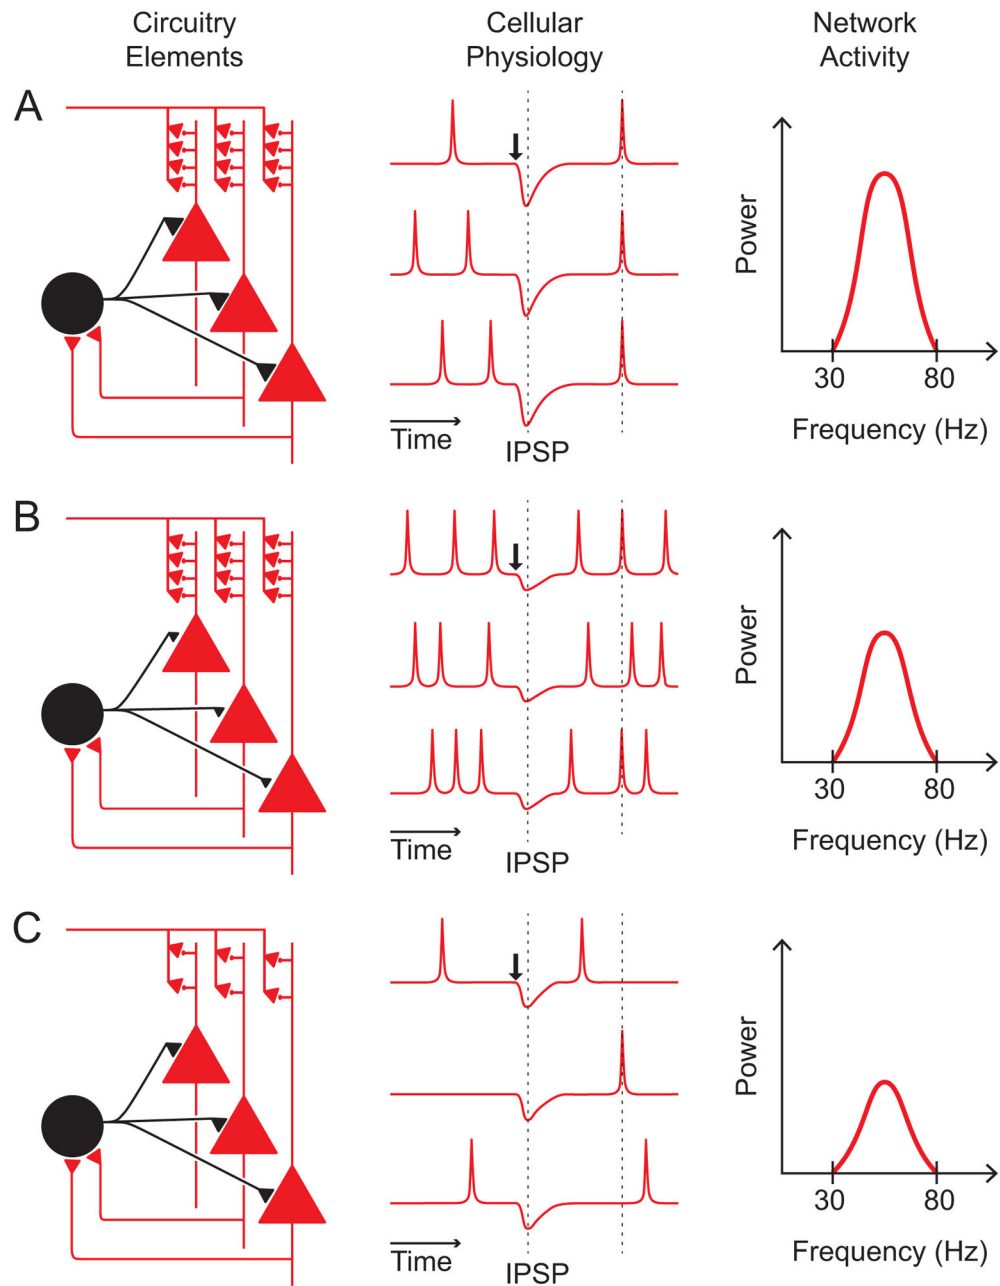 Circuitry
Elements
Cellular
Physiology
Network
Activity
A
Time
IPSP
Power
30
80
Frequency (Hz)
B
Time
IPSP
Power
30
80
Frequency (Hz)
C
Time
IPSP
Power
30
80
Frequency (Hz)